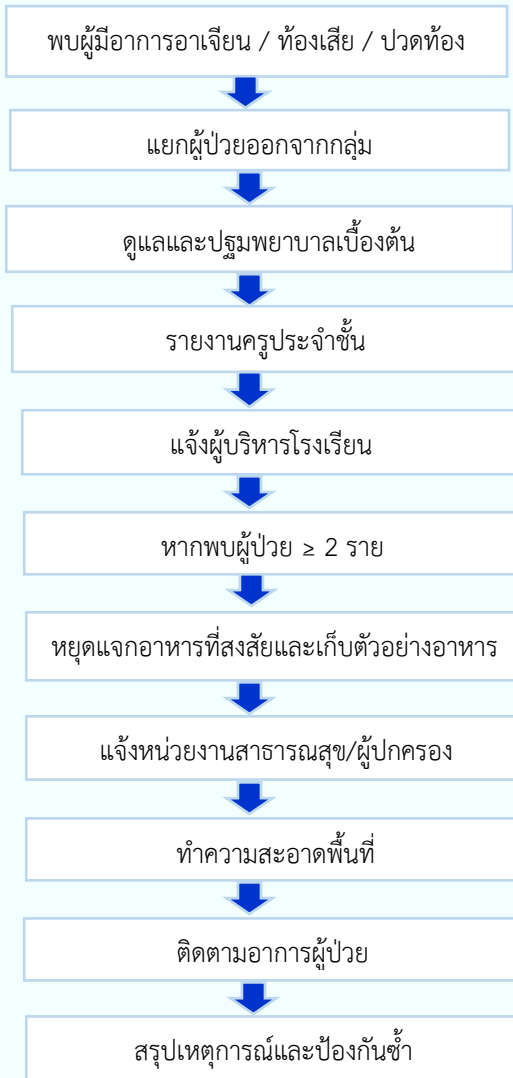 พบผู้มีอาการอาเจียน / ท้องเสีย / ปวดท้อง
แยกผู้ป่วยออกจากกลุ่ม
ดูแลและปฐมพยาบาลเบื้องต้น
รายงานครูประจำชั้น
แจ้งผู้บริหารโรงเรียน
หากพบผู้ป่วย ≥ 2 ราย
หยุดแจกอาหารที่สงสัยและเก็บตัวอย่างอาหาร
แจ้งหน่วยงานสาธารณสุข/ผู้ปกครอง
ทำความสะอาดพื้นที่
ติดตามอาการผู้ป่วย
สรุปเหตุการณ์และป้องกันซ้ำ